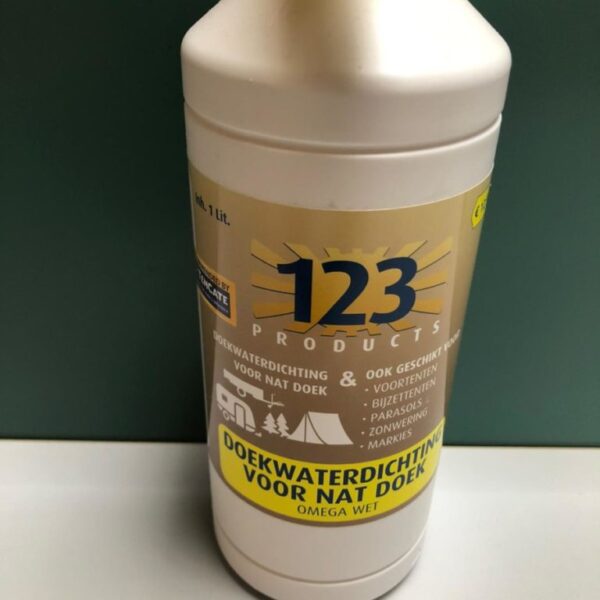 Inh. 1 Lit.
123
PRODUCTS
TENCATE
DOEKWATERDICHTING
VOOR NAT DOEK
&
OOK GESCHIKT VOOR
• VOORTENTEN
• BIJZETTENTEN
• PARASOLS
• ZONWERING
• MARKIES
DOEKWATERDICHTING
VOOR NAT DOEK
OMEGA WET